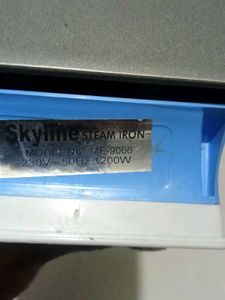 Skyline STEAM IRON
MODEL No. ME-9066
230V~50Hz 1200W